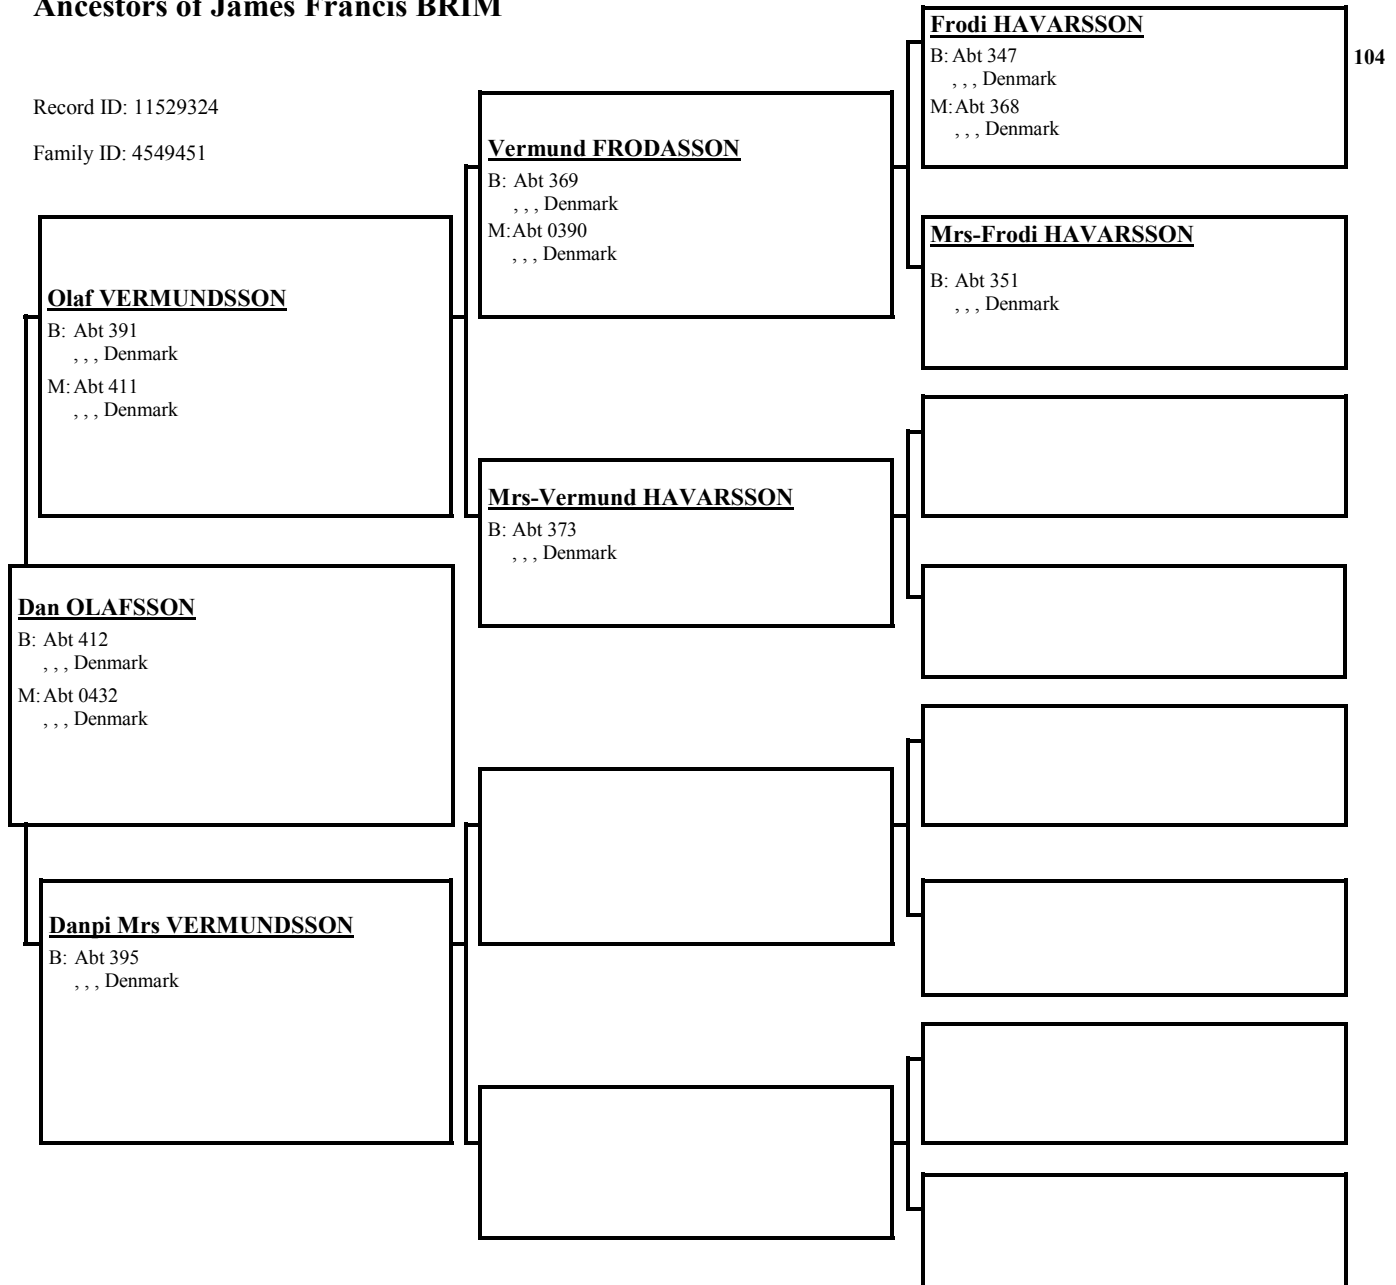 Ancestors of James Francis BRIM
Record ID: 11529324
Family ID: 4549451
Frodi HAVARSSON
B: Abt 347
, , , Denmark
M:Abt 368
, , , Denmark
104
Vermund FRODASSON
B: Abt 369
, , , Denmark
M:Abt 0390
, , , Denmark
Mrs-Frodi HAVARSSON
B: Abt 351
, , , Denmark
Olaf VERMUNDSSON
B: Abt 391
, , , Denmark
M:Abt 411
, , , Denmark
Mrs-Vermund HAVARSSON
B: Abt 373
, , , Denmark
Dan OLAFSSON
B: Abt 412
, , , Denmark
M:Abt 0432
, , , Denmark
Danpi Mrs VERMUNDSSON
B: Abt 395
, , , Denmark